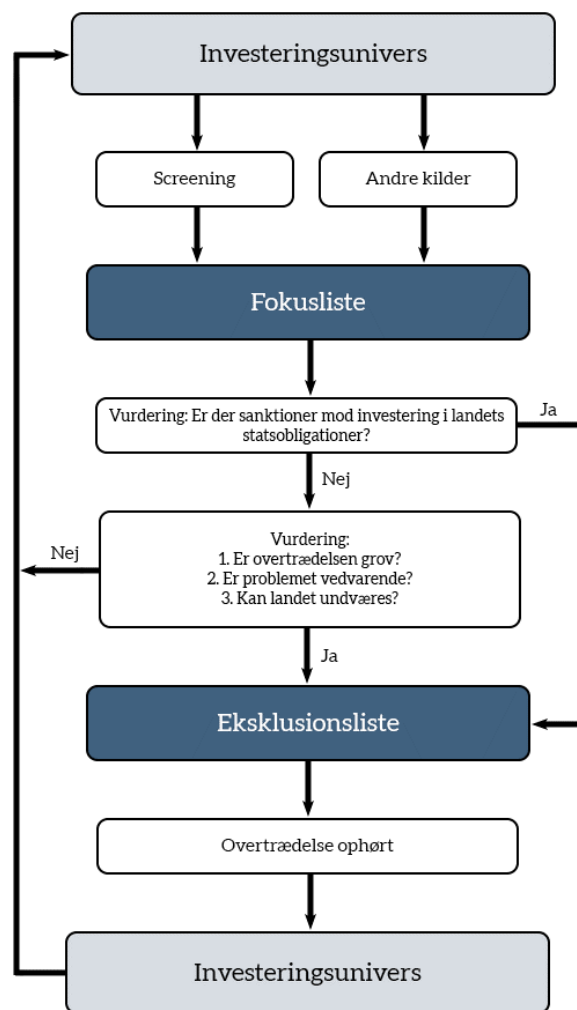 Investeringsunivers
Screening
Andre kilder
Fokusliste
Vurdering: Er der sanktioner mod investering i landets
statsobligationer?
Ja
Nej
Vurdering:
1. Er overtrædelsen grov?
2. Er problemet vedvarende?
3. Kan landet undværes?
Nej
Ja
Eksklusionsliste
Overtrædelse ophørt
Investeringsunivers